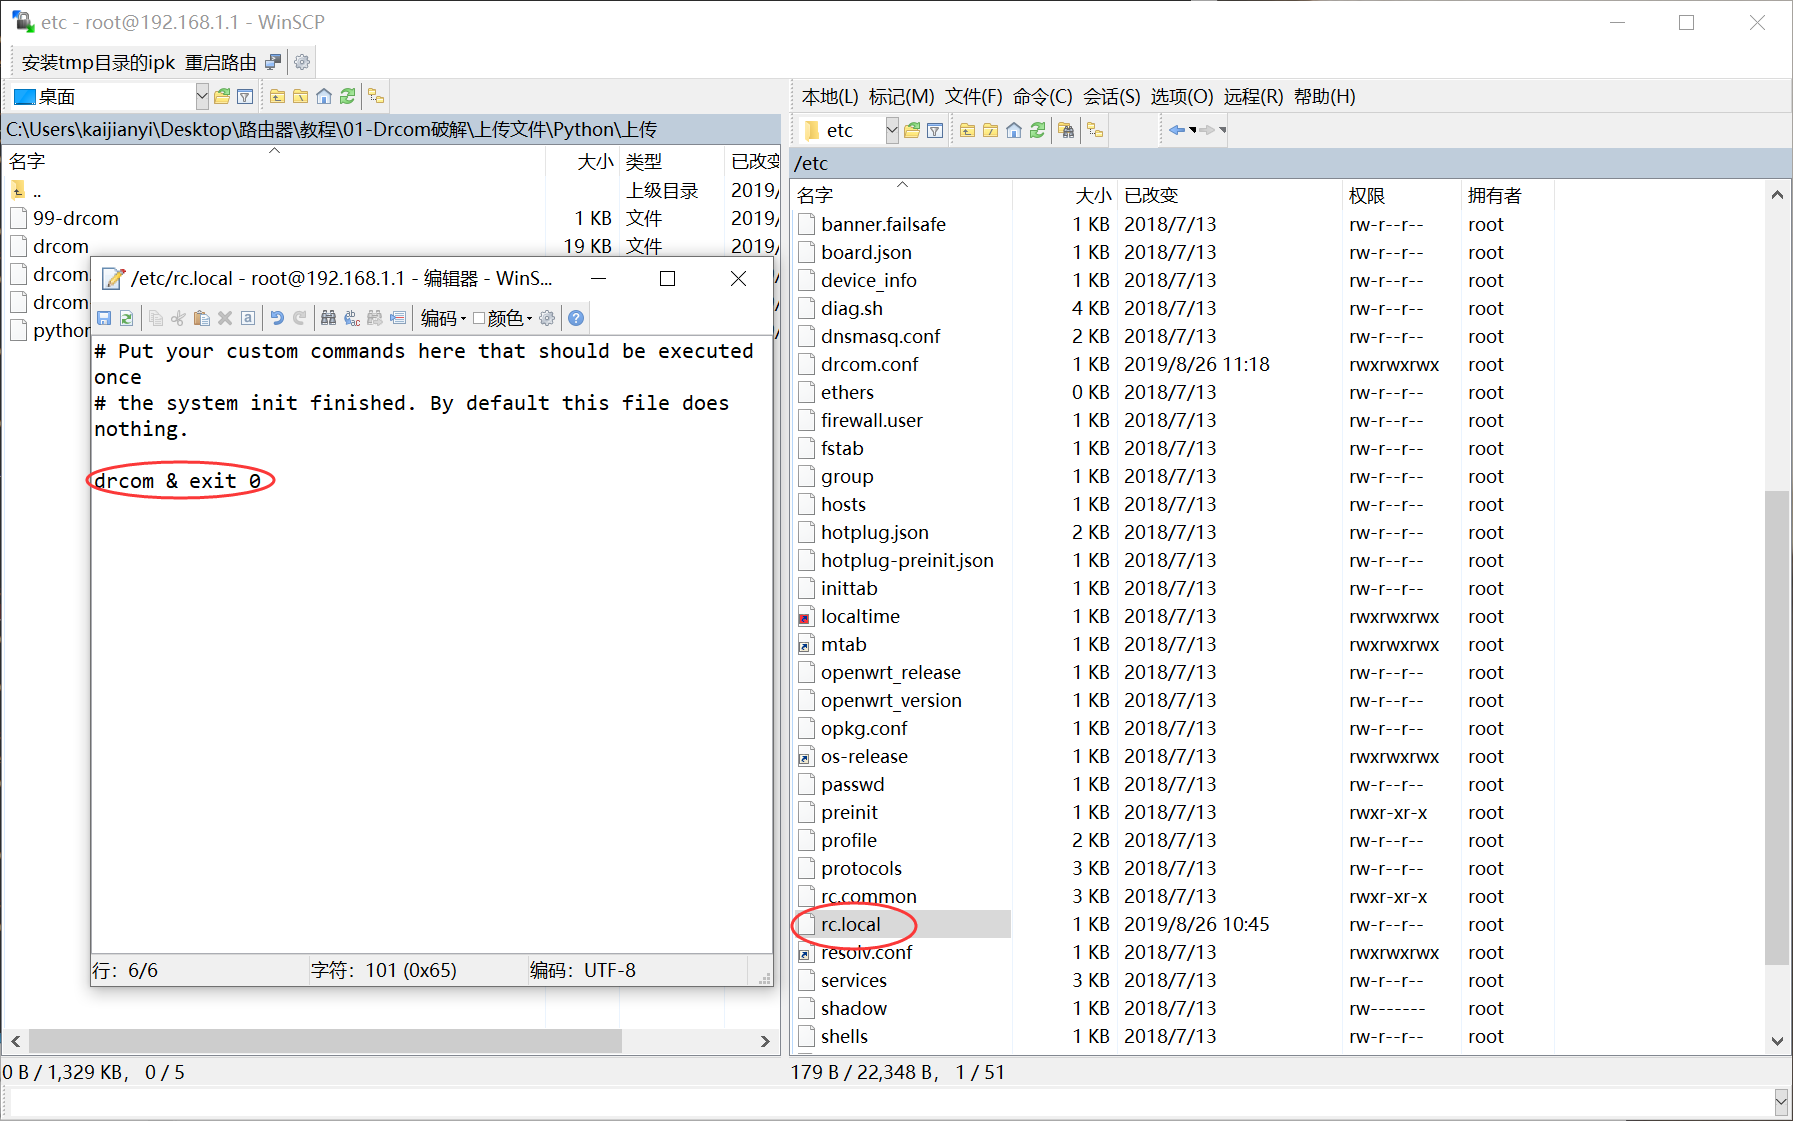 etc - root@192.168.1.1 - WinSCP
安装tmp目录的ipk 重启路由
桌面
C:\Users\kaijianyi\Desktop\路由器\教程\01-Drcom破解\上传文件\Python\上传
名字 大小 类型 已改变
.. 上级目录 2019/
99-drcom 1 KB 文件 2019/
drcom 19 KB 文件 2019/
drcom
drcom
python
/etc/rc.local - root@192.168.1.1 - 编辑器 - WinS...
编码 颜色
# Put your custom commands here that should be executed
once
# the system init finished. By default this file does
nothing.
drcom & exit 0
行：6/6 字符：101 (0x65) 编码：UTF-8
0 B / 1,329 KB， 0 / 5
本地(L) 标记(M) 文件(F) 命令(C) 会话(S) 选项(O) 远程(R) 帮助(H)
etc
/etc
名字 大小 已改变 权限 拥有者
banner.failsafe 1 KB 2018/7/13 rw-r--r-- root
board.json 1 KB 2018/7/13 rw-r--r-- root
device_info 1 KB 2018/7/13 rw-r--r-- root
diag.sh 4 KB 2018/7/13 rw-r--r-- root
dnsmasq.conf 2 KB 2018/7/13 rw-r--r-- root
drcom.conf 1 KB 2019/8/26 11:18 rwxrwxrwx root
ethers 0 KB 2018/7/13 rw-r--r-- root
firewall.user 1 KB 2018/7/13 rw-r--r-- root
fstab 1 KB 2018/7/13 rw-r--r-- root
group 1 KB 2018/7/13 rw-r--r-- root
hosts 1 KB 2018/7/13 rw-r--r-- root
hotplug.json 2 KB 2018/7/13 rw-r--r-- root
hotplug-preinit.json 1 KB 2018/7/13 rw-r--r-- root
inittab 1 KB 2018/7/13 rw-r--r-- root
localtime 1 KB 2018/7/13 rwxrwxrwx root
mtab 1 KB 2018/7/13 rwxrwxrwx root
openwrt_release 1 KB 2018/7/13 rw-r--r-- root
openwrt_version 1 KB 2018/7/13 rw-r--r-- root
opkg.conf 1 KB 2018/7/13 rw-r--r-- root
os-release 1 KB 2018/7/13 rwxrwxrwx root
passwd 1 KB 2018/7/13 rw-r--r-- root
preinit 1 KB 2018/7/13 rwxr-xr-x root
profile 2 KB 2018/7/13 rw-r--r-- root
protocols 3 KB 2018/7/13 rw-r--r-- root
rc.common 3 KB 2018/7/13 rwxr-xr-x root
rc.local 1 KB 2019/8/26 10:45 rw-r--r-- root
resolv.conf 1 KB 2018/7/13 rwxrwxrwx root
services 3 KB 2018/7/13 rw-r--r-- root
shadow 1 KB 2018/7/13 rw------- root
shells 1 KB 2018/7/13 rw-r--r-- root
179 B / 22,348 B， 1 / 51